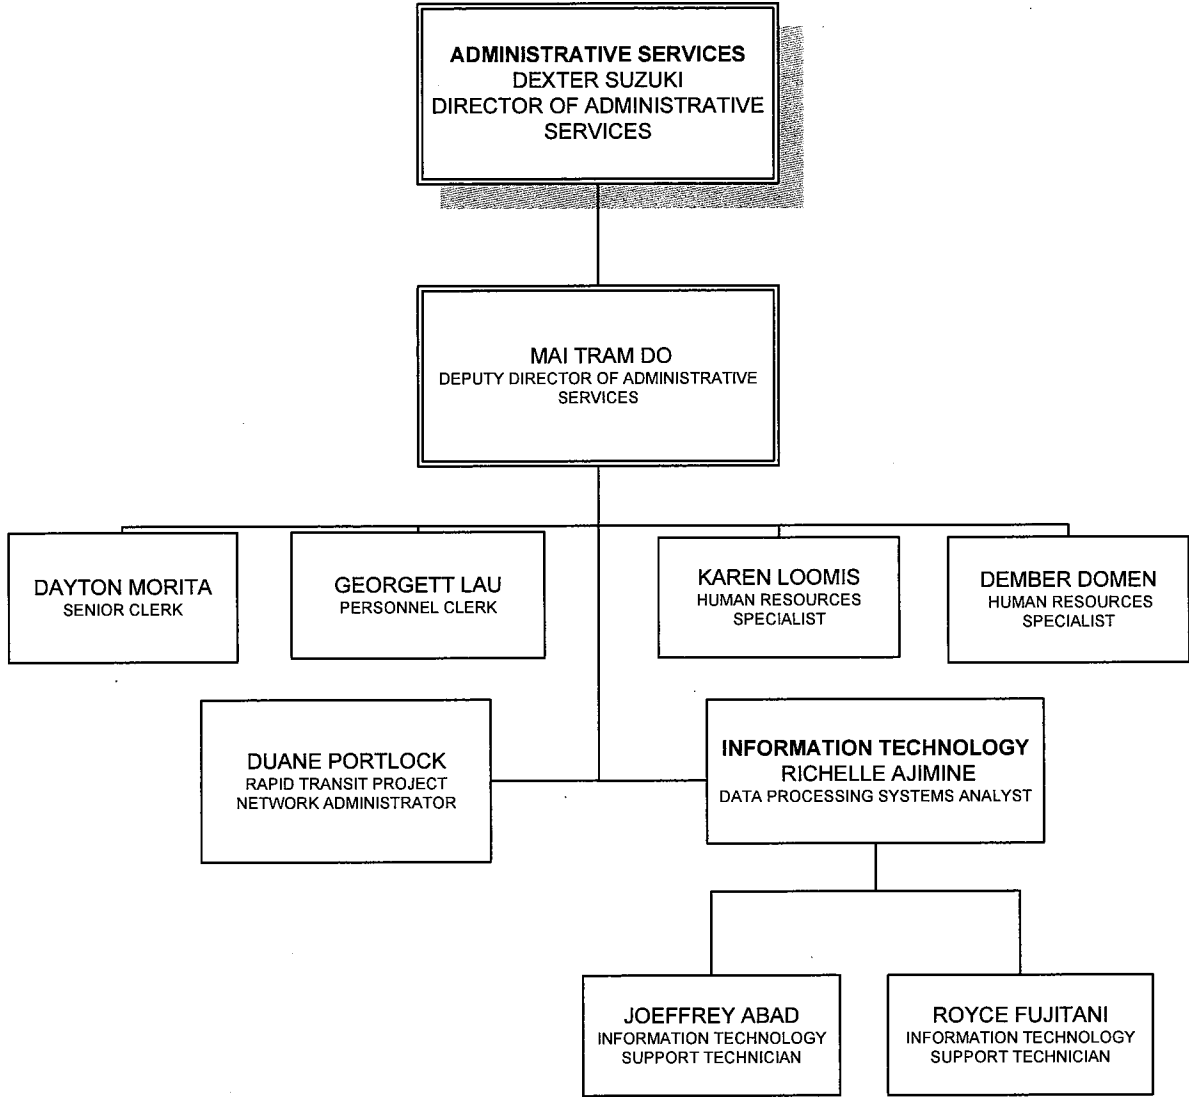 ADMINISTRATIVE SERVICES
DEXTER SUZUKI
DIRECTOR OF ADMINISTRATIVE
SERVICES
MAI TRAM DO
DEPUTY DIRECTOR OF ADMINISTRATIVE
SERVICES
DAYTON MORITA
SENIOR CLERK
GEORGETT LAU
PERSONNEL CLERK
KAREN LOOMIS
HUMAN RESOURCES
SPECIALIST
DEMBER DOMEN
HUMAN RESOURCES
SPECIALIST
DUANE PORTLOCK
RAPID TRANSIT PROJECT
NETWORK ADMINISTRATOR
INFORMATION TECHNOLOGY
RICHELLE AJIMINE
DATA PROCESSING SYSTEMS ANALYST
JOEFFREY ABAD
INFORMATION TECHNOLOGY
SUPPORT TECHNICIAN
ROYCE FUJITANI
INFORMATION TECHNOLOGY
SUPPORT TECHNICIAN